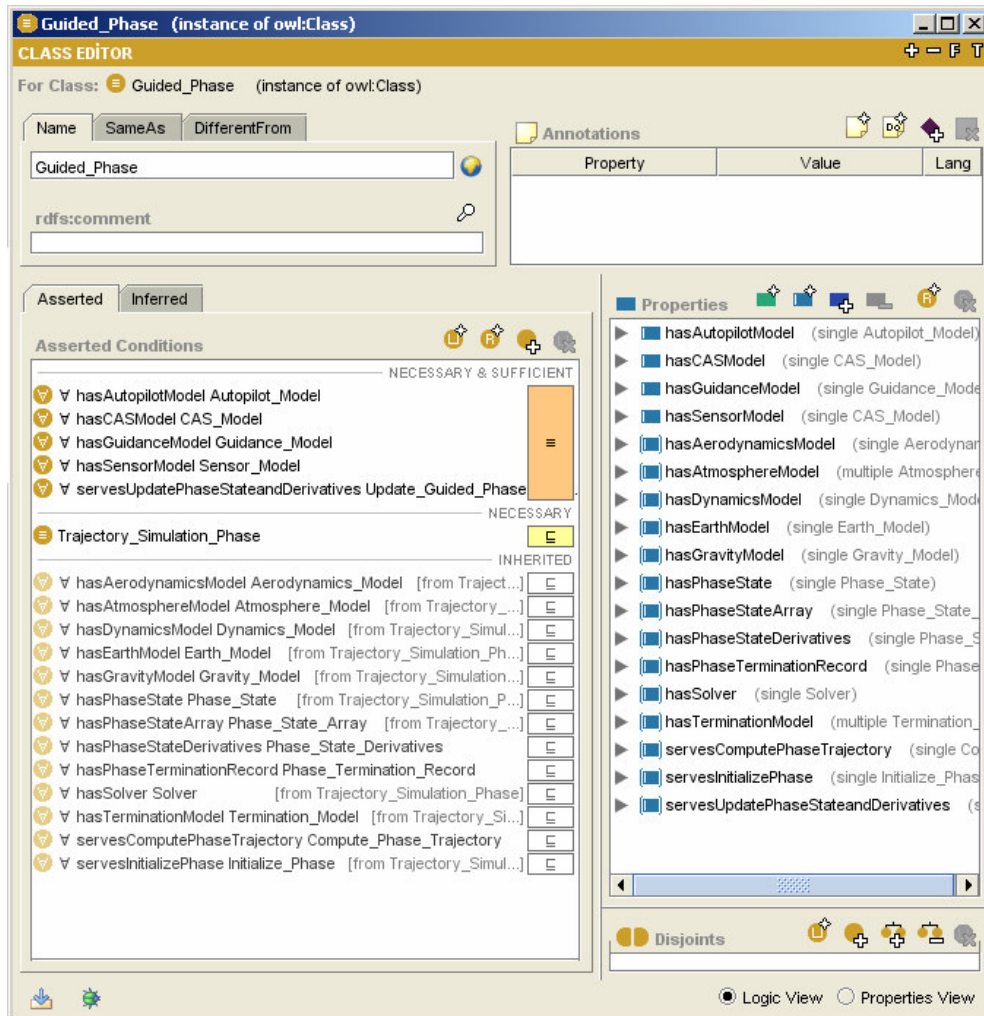 Guided_Phase (instance of owl:Class)
CLASS EDİTOR
F T
For Class: Guided_Phase (instance of owl:Class)
Name SameAs DifferentFrom
Guided_Phase
rdfs:comment
Annotations
Property Value Lang
Asserted Inferred
Asserted Conditions
NECESSARY & SUFFICIENT
∀ hasAutopilotModel Autopilot_Model
∀ hasCASModel CAS_Model
∀ hasGuidanceModel Guidance_Model
∀ hasSensorModel Sensor_Model
∀ servesUpdatePhaseStateandDerivatives Update_Guided_Phase
≡
NECESSARY
Trajectory_Simulation_Phase ⊑
INHERITED
∀ hasAerodynamicsModel Aerodynamics_Model [from Traject...] ⊑
∀ hasAtmosphereModel Atmosphere_Model [from Trajectory_...] ⊑
∀ hasDynamicsModel Dynamics_Model [from Trajectory_Simul...] ⊑
∀ hasEarthModel Earth_Model [from Trajectory_Simulation_Ph...] ⊑
∀ hasGravityModel Gravity_Model [from Trajectory_Simulation...] ⊑
∀ hasPhaseState Phase_State [from Trajectory_Simulation_P...] ⊑
∀ hasPhaseStateArray Phase_State_Array [from Trajectory_...] ⊑
∀ hasPhaseStateDerivatives Phase_State_Derivatives ⊑
∀ hasPhaseTerminationRecord Phase_Termination_Record ⊑
∀ hasSolver Solver [from Trajectory_Simulation_Phase] ⊑
∀ hasTerminationModel Termination_Model [from Trajectory_Si...] ⊑
∀ servesComputePhaseTrajectory Compute_Phase_Trajectory ⊑
∀ servesInitializePhase Initialize_Phase [from Trajectory_Simul...] ⊑
Properties
hasAutopilotModel (single Autopilot_Model)
hasCASModel (single CAS_Model)
hasGuidanceModel (single Guidance_Mode
hasSensorModel (single CAS_Model)
hasAerodynamicsModel (single Aerodynar
hasAtmosphereModel (multiple Atmosphere
hasDynamicsModel (single Dynamics_Mod
hasEarthModel (single Earth_Model)
hasGravityModel (single Gravity_Model)
hasPhaseState (single Phase_State)
hasPhaseStateArray (single Phase_State_
hasPhaseStateDerivatives (single Phase_S
hasPhaseTerminationRecord (single Phase
hasSolver (single Solver)
hasTerminationModel (multiple Termination_
servesComputePhaseTrajectory (single Co
servesInitializePhase (single Initialize_Phas
servesUpdatePhaseStateandDerivatives (s
Disjoints
Logic View Properties View